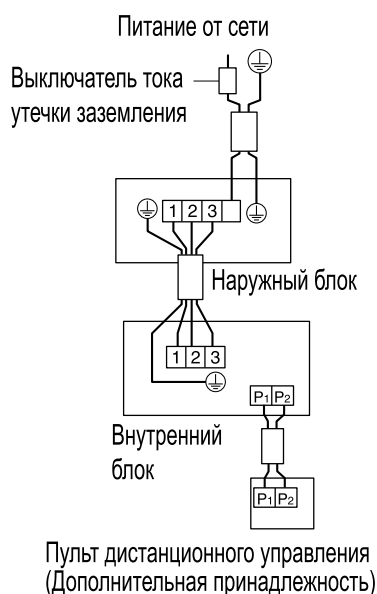 Питание от сети
Выключатель тока
утечки заземления
1 2 3
Наружный блок
1 2 3
P1 P2
Внутренний
блок
P1 P2
Пульт дистанционного управления
(Дополнительная принадлежность)